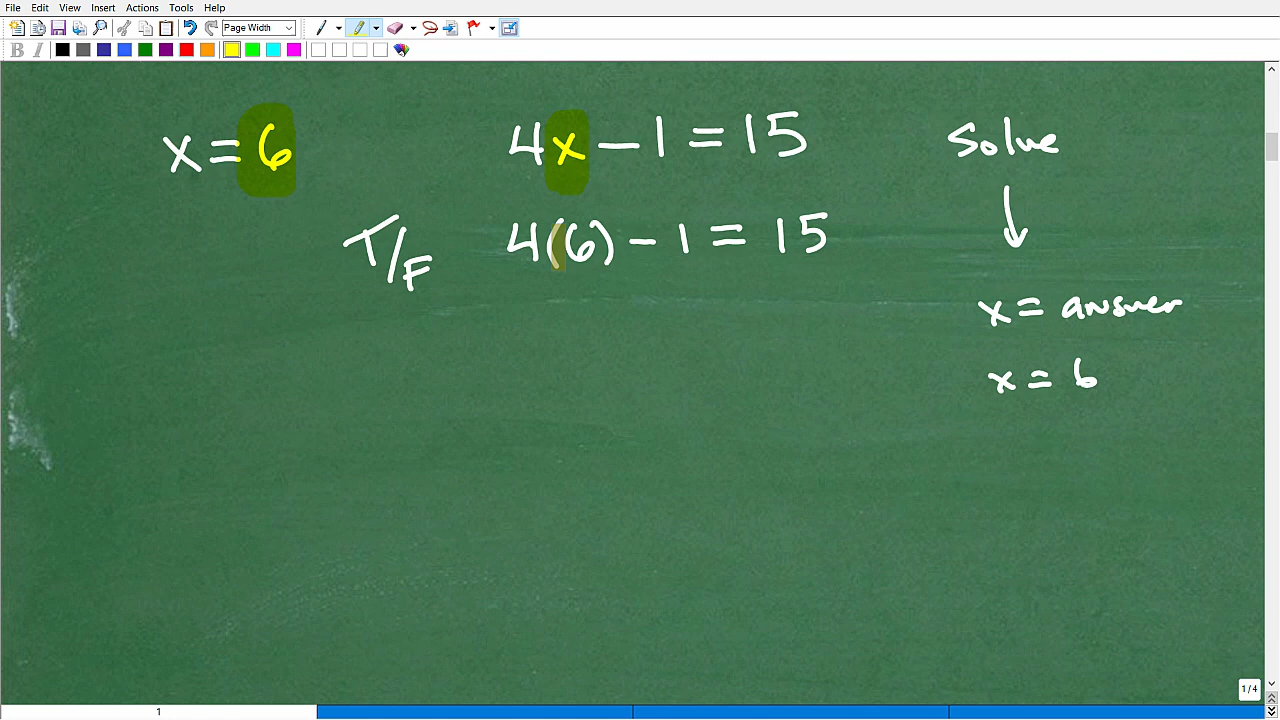 File Edit View Insert Actions Tools Help
Page Width
B I
x = 6
4x - 1 = 15
Solve
T/F
4(6) - 1 = 15
x = answer
x = 6
1/4
1